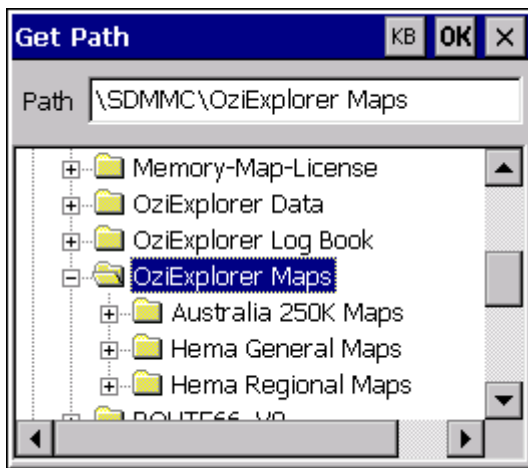 Get Path KB OK
Path \SDMMC\OziExplorer Maps
Memory-Map-License
OziExplorer Data
OziExplorer Log Book
OziExplorer Maps
Australia 250K Maps
Hema General Maps
Hema Regional Maps